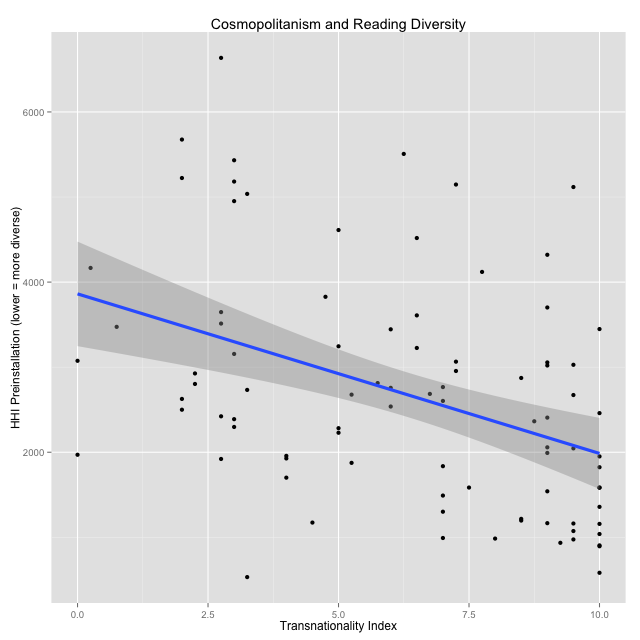 Cosmopolitanism and Reading Diversity
HHI Preinstallation (lower = more diverse)
6000
4000
2000
0.0 2.5 5.0 7.5 10.0
Transnationality Index